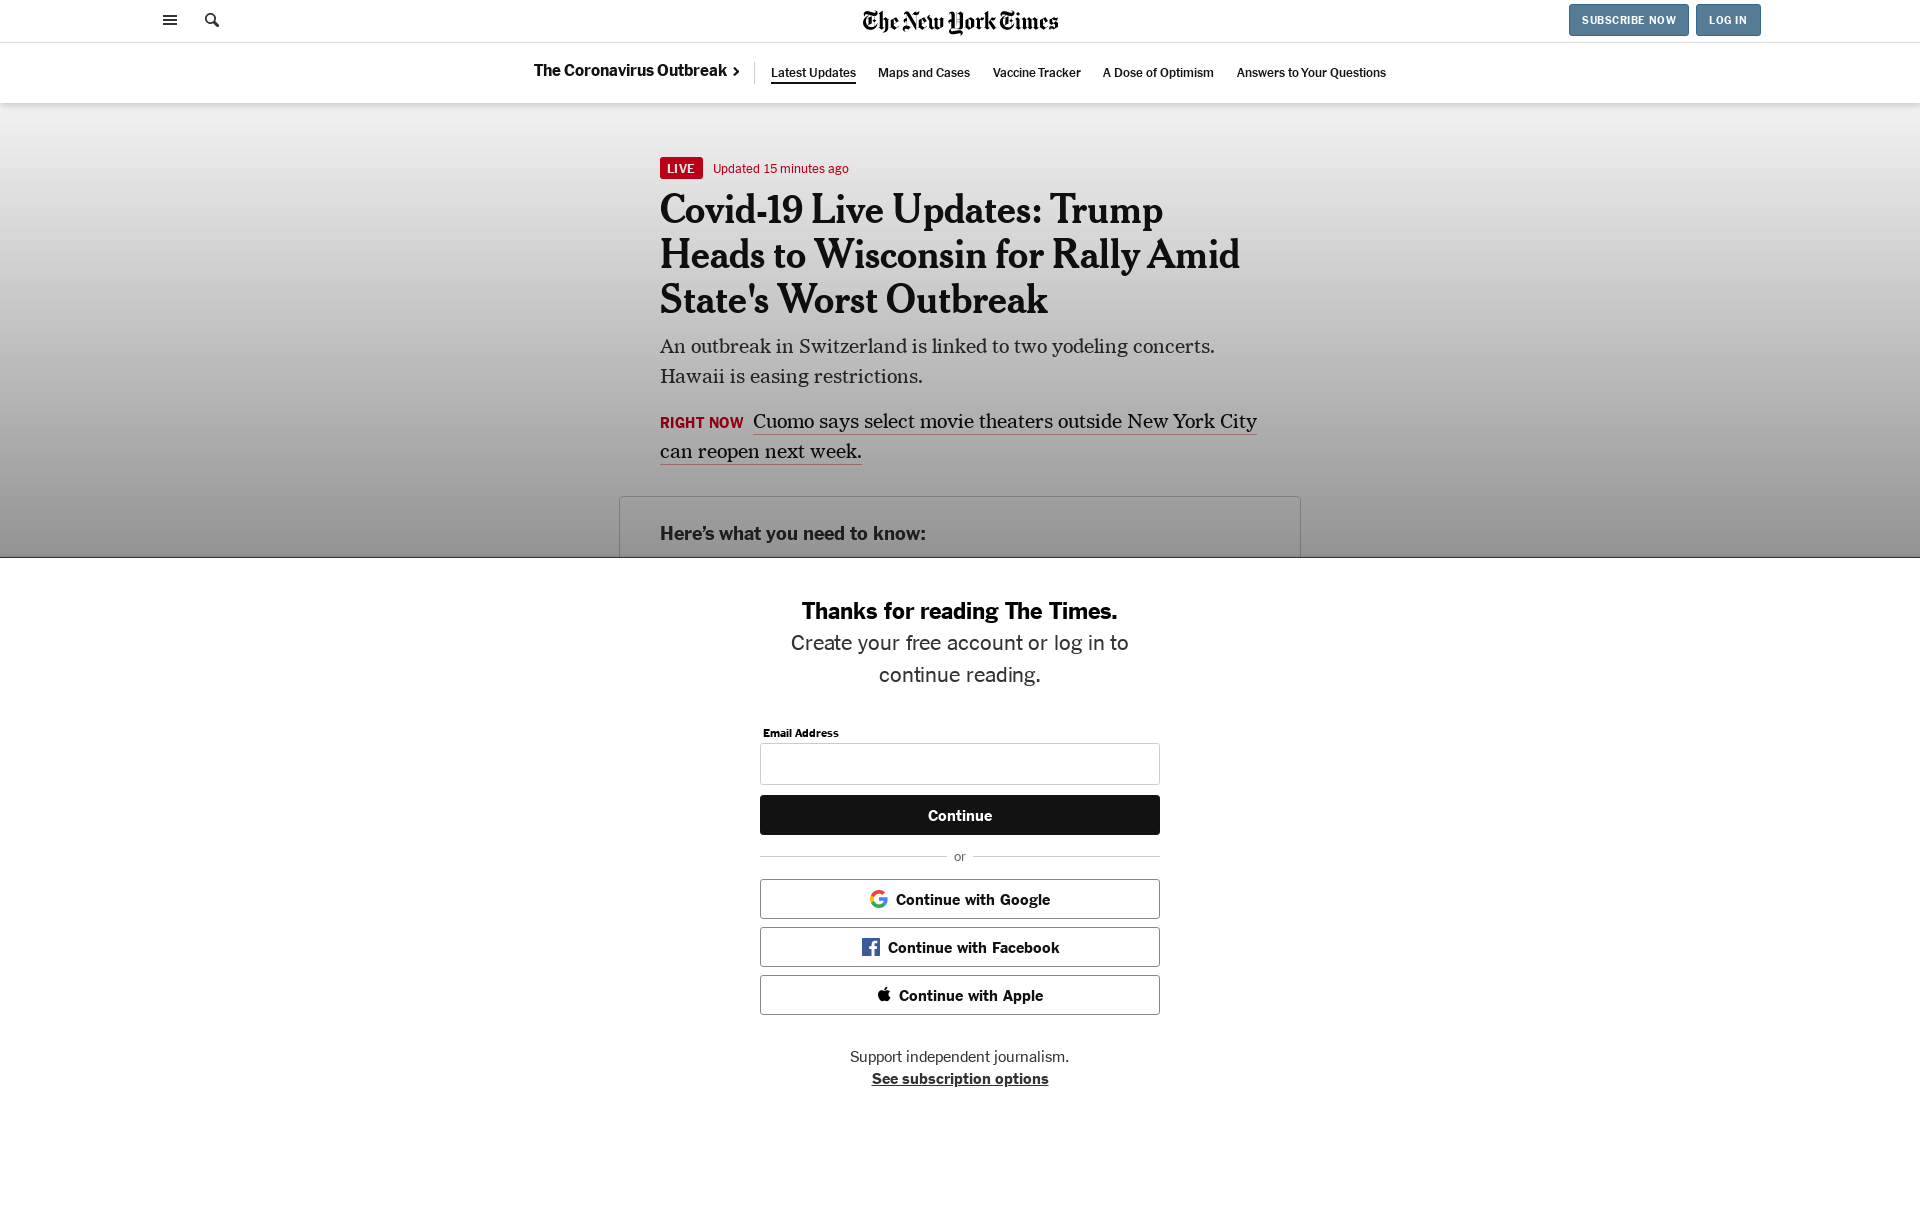 The New York Times
SUBSCRIBE NOW
LOG IN
The Coronavirus Outbreak
Latest Updates
Maps and Cases
Vaccine Tracker
A Dose of Optimism
Answers to Your Questions
LIVE
Updated 15 minutes ago
Covid-19 Live Updates: Trump
Heads to Wisconsin for Rally Amid
State's Worst Outbreak
An outbreak in Switzerland is linked to two yodeling concerts.
Hawaii is easing restrictions.
RIGHT NOW Cuomo says select movie theaters outside New York City
can reopen next week.
Here’s what you need to know:
Thanks for reading The Times.
Create your free account or log in to
continue reading.
Email Address
Continue
or
Continue with Google
Continue with Facebook
Continue with Apple
Support independent journalism.
See subscription options